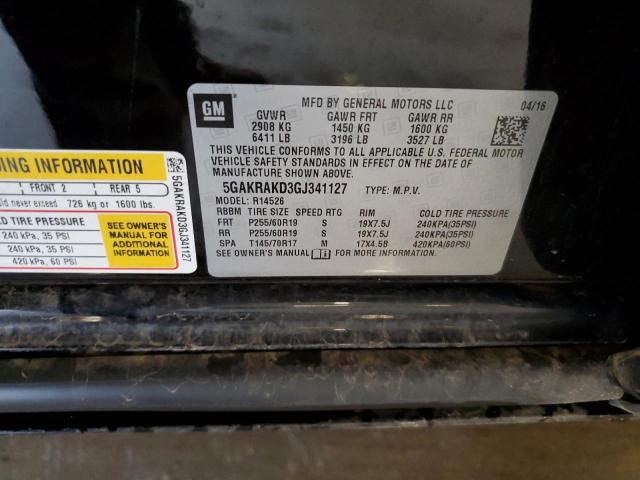 GM
MFD BY GENERAL MOTORS LLC 04/16
GVWR GAWR FRT GAWR RR
2908 KG 1450 KG 1600 KG
6411 LB 3196 LB 3527 LB
THIS VEHICLE CONFORMS TO ALL APPLICABLE U.S. FEDERAL MOTOR
VEHICLE SAFETY STANDARDS IN EFFECT ON THE DATE OF
MANUFACTURE SHOWN ABOVE.
5GAKRAKD3GJ341127 TYPE: M.P.V.
MODEL: R14526
RBBM TIRE SIZE SPEED RTG RIM COLD TIRE PRESSURE
FRT P255/60R19 S 19X7.5J 240KPA(35PSI)
RR P255/60R19 S 19X7.5J 240KPA(35PSI)
SPA T145/70R17 M 17X4.5B 420KPA(60PSI)
SEE OWNER'S MANUAL FOR MORE INFORMATION.
DING INFORMATION
FRONT 2 REAR 5
ould never exceed 726 kg or 1600 lbs.
OLD TIRE PRESSURE
240 kPa, 35 PSI
240 kPa, 35 PSI
420 kPa, 60 PSI
SEE OWNER'S
MANUAL FOR
ADDITIONAL
INFORMATION
5GAKRAKD3GJ341127